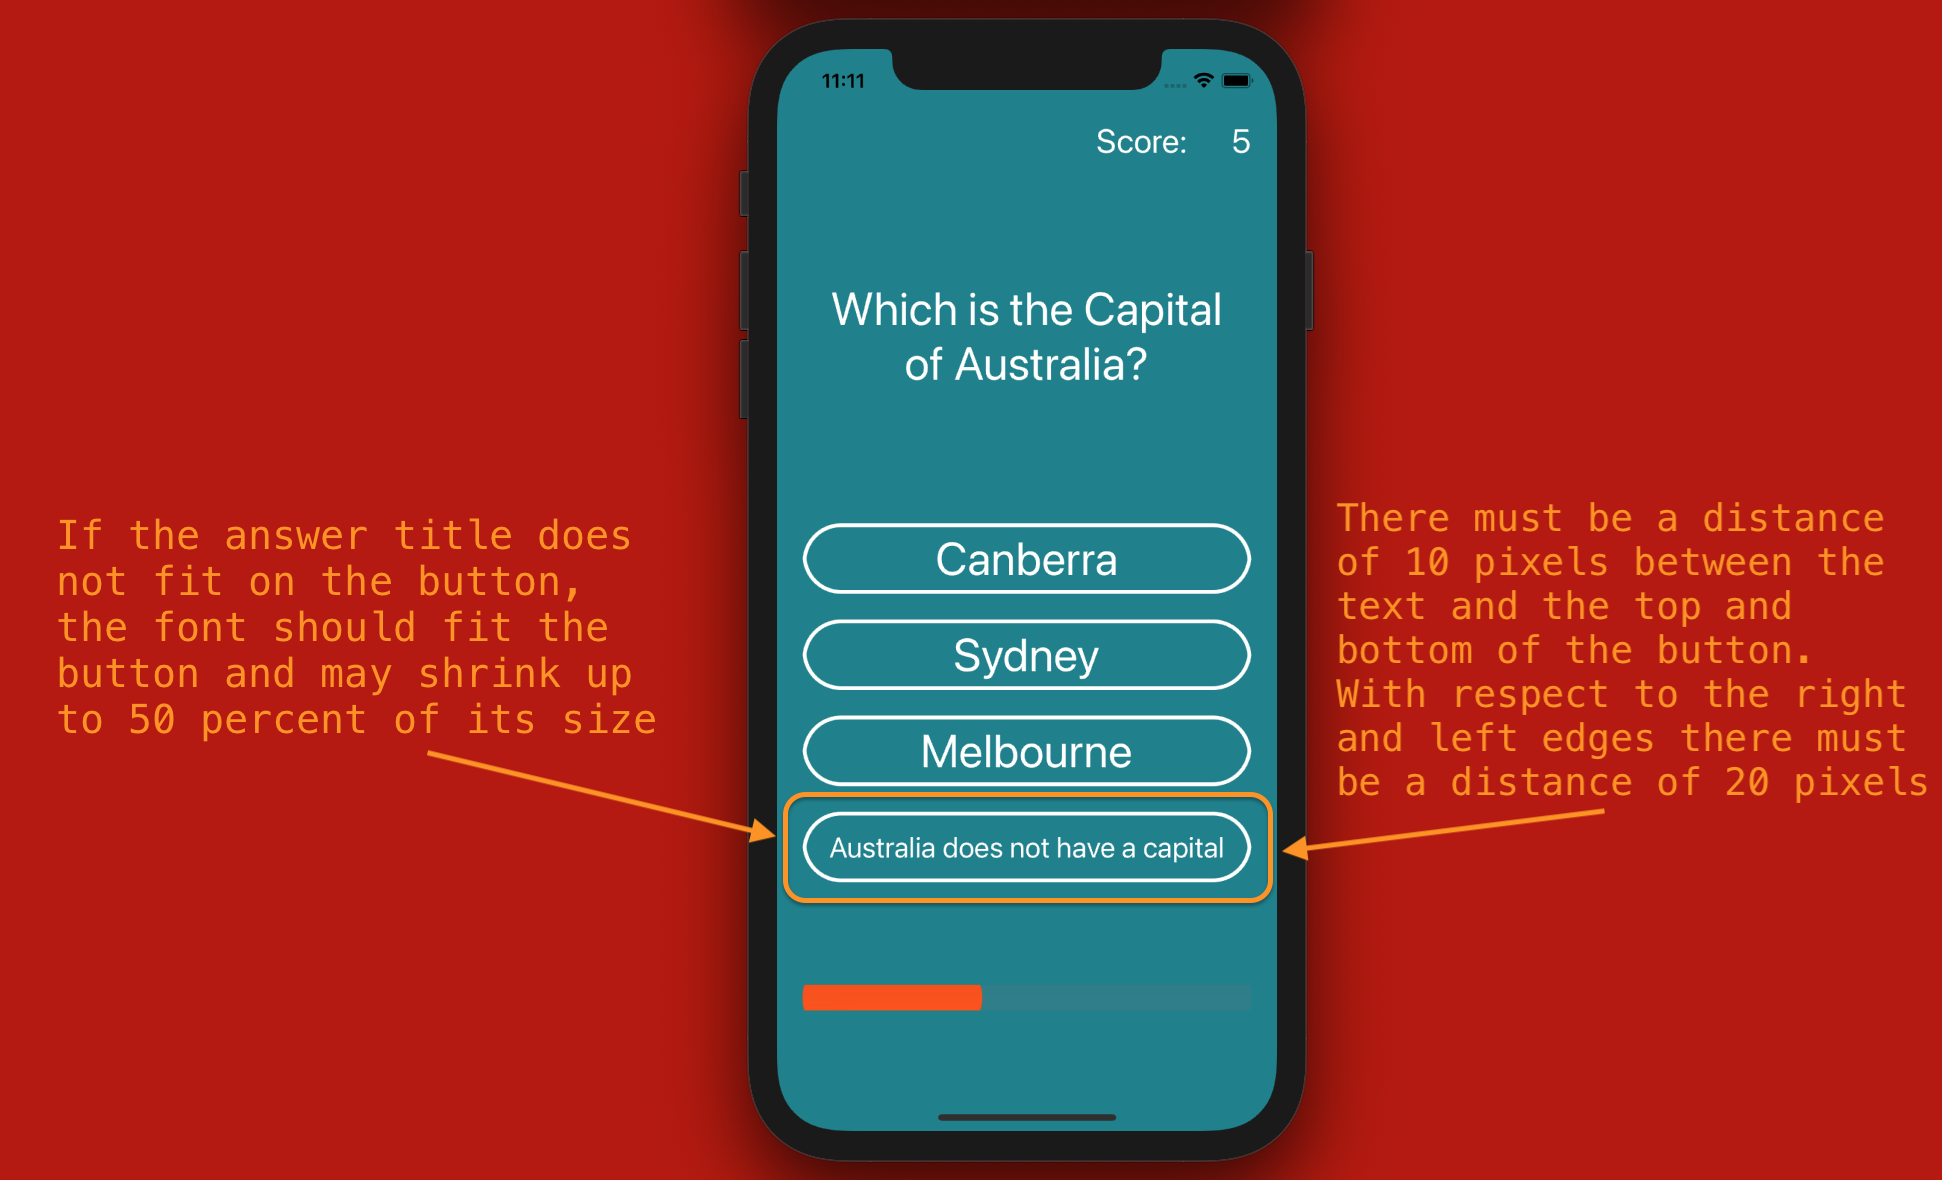 11:11
Score: 5
Which is the Capital
of Australia?
Canberra
Sydney
Melbourne
Australia does not have a capital
If the answer title does
not fit on the button,
the font should fit the
button and may shrink up
to 50 percent of its size
There must be a distance
of 10 pixels between the
text and the top and
bottom of the button.
With respect to the right
and left edges there must
be a distance of 20 pixels